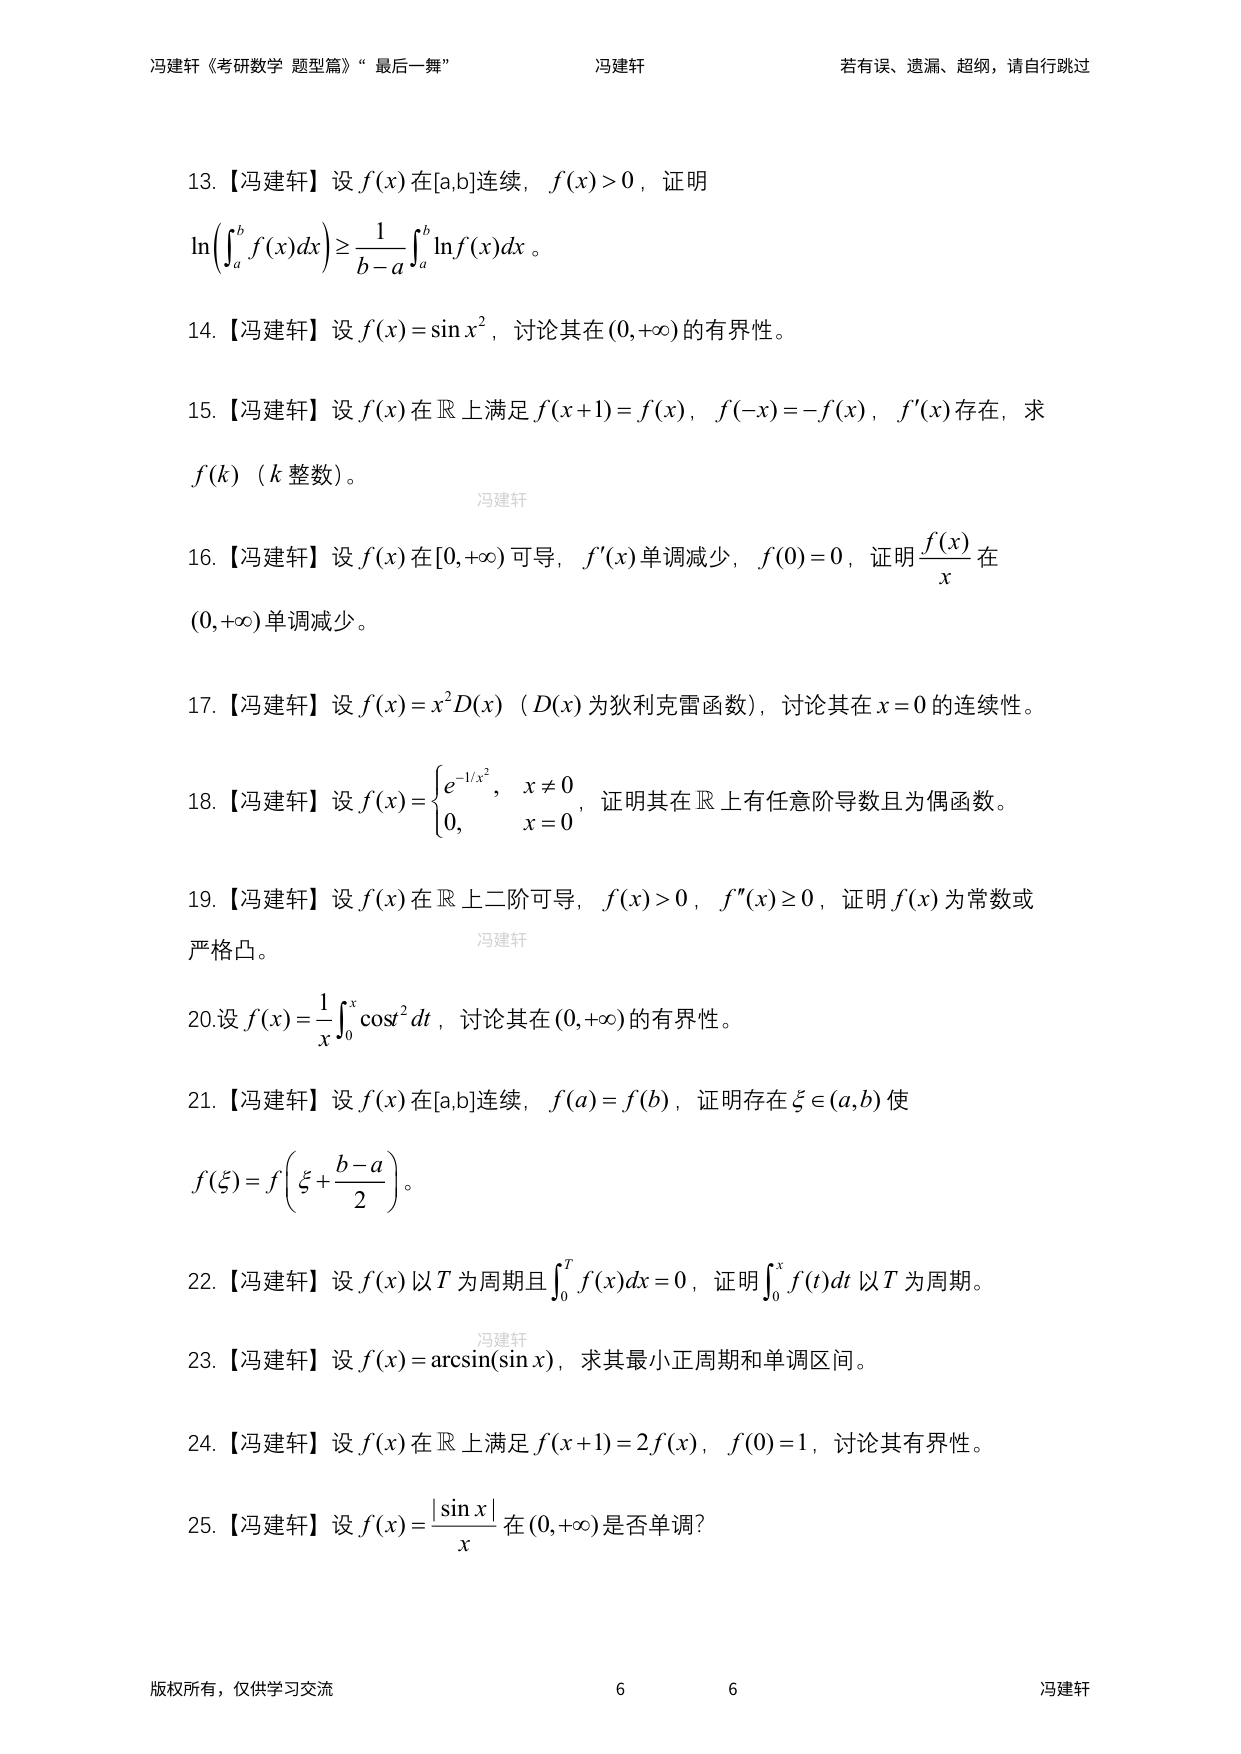 冯建轩《考研数学 题型篇》“ 最后一舞” 冯建轩 若有误、遗漏、超纲，请自行跳过
13.【冯建轩】设 f(x) 在[a,b]连续， f(x) > 0 ，证明
ln(∫_a^b f(x)dx) ≥ \frac{1}{b-a} ∫_a^b ln f(x)dx 。
14.【冯建轩】设 f(x) = sin x²，讨论其在(0,+∞)的有界性。
15.【冯建轩】设 f(x) 在 ℝ 上满足 f(x+1) = f(x)， f(−x) = −f(x)， f′(x) 存在，求
f(k) （k 整数）。
冯建轩
16.【冯建轩】设 f(x) 在[0,+∞) 可导， f′(x) 单调减少， f(0) = 0，证明 \frac{f(x)}{x} 在
(0,+∞) 单调减少。
17.【冯建轩】设 f(x) = x²D(x) （D(x) 为狄利克雷函数），讨论其在 x = 0 的连续性。
18.【冯建轩】设 f(x) = { e^{−1/x²}, x ≠ 0; 0, x = 0 ，证明其在 ℝ 上有任意阶导数且为偶函数。
19.【冯建轩】设 f(x) 在 ℝ 上二阶可导， f(x) > 0， f″(x) ≥ 0，证明 f(x) 为常数或
严格凸。
冯建轩
20.设 f(x) = \frac{1}{x} ∫_0^x cos t² dt ，讨论其在(0,+∞)的有界性。
21.【冯建轩】设 f(x) 在[a,b]连续， f(a) = f(b)，证明存在 ξ ∈ (a,b) 使
f(ξ) = f(ξ + \frac{b−a}{2}) 。
22.【冯建轩】设 f(x) 以 T 为周期且 ∫_0^T f(x)dx = 0，证明 ∫_0^x f(t)dt 以 T 为周期。
冯建轩
23.【冯建轩】设 f(x) = arcsin(sin x)，求其最小正周期和单调区间。
24.【冯建轩】设 f(x) 在 ℝ 上满足 f(x+1) = 2f(x)， f(0) = 1，讨论其有界性。
25.【冯建轩】设 f(x) = \frac{|sin x|}{x} 在(0,+∞)是否单调？
版权所有，仅供学习交流 6 6 冯建轩